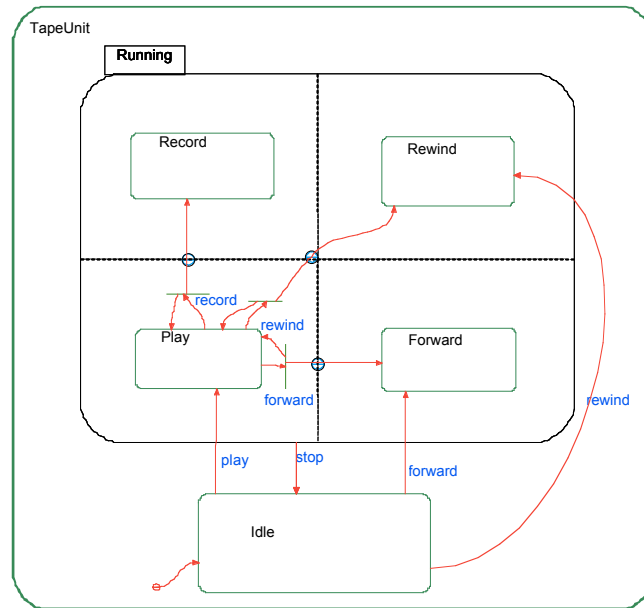 TapeUnit
Running
Record
Rewind
record
rewind
Play
Forward
forward
rewind
play
stop
forward
Idle